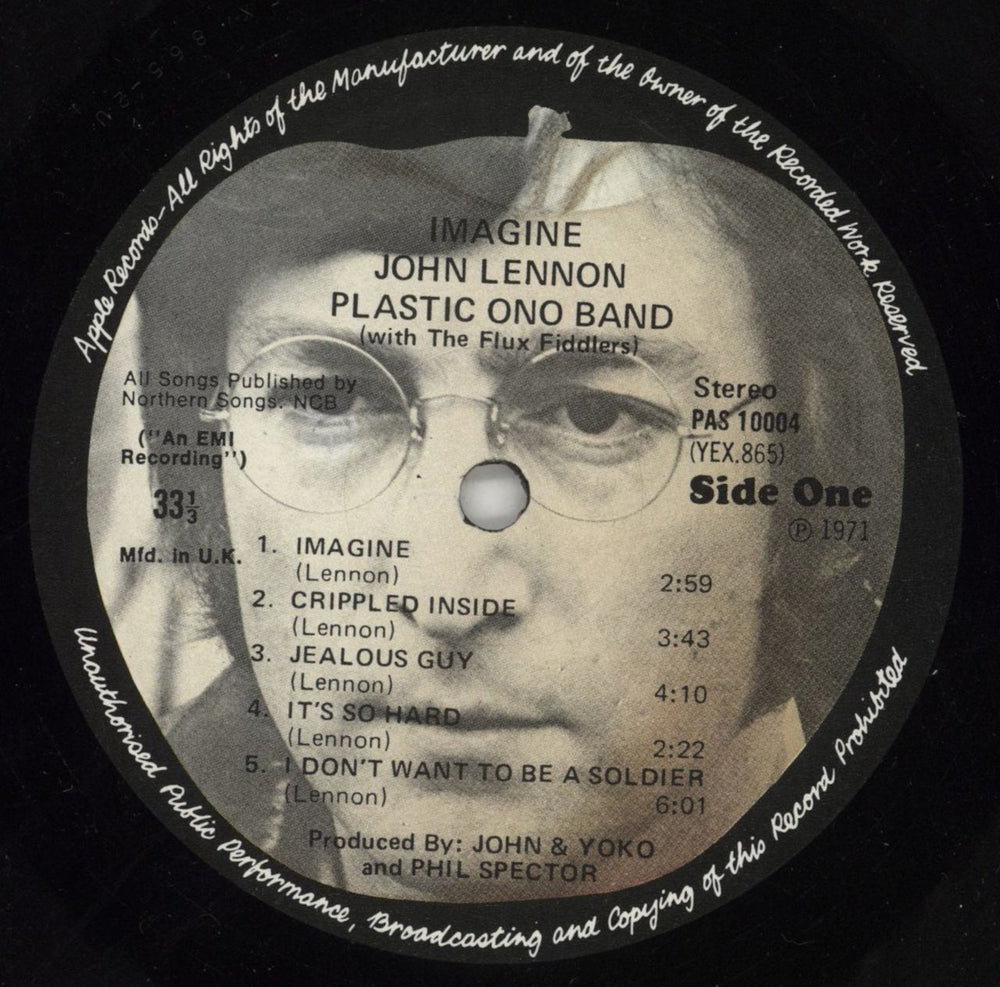 Apple Records-All Rights of the Manufacturer and of the Owner of the Recorded Work Reserved
IMAGINE
JOHN LENNON
PLASTIC ONO BAND
(with The Flux Fiddlers)
All Songs Published by
Northern Songs. NCB
("An EMI
Recording")
33⅓
Mfd. in U.K.
Stereo
PAS 10004
(YEX.865)
Side One
℗ 1971
1. IMAGINE
(Lennon) 2:59
2. CRIPPLED INSIDE
(Lennon) 3:43
3. JEALOUS GUY
(Lennon) 4:10
4. IT'S SO HARD
(Lennon) 2:22
5. I DON'T WANT TO BE A SOLDIER
(Lennon) 6:01
Produced By: JOHN & YOKO
and PHIL SPECTOR
Unauthorised Public Performance, Broadcasting and Copying of this Record Prohibited